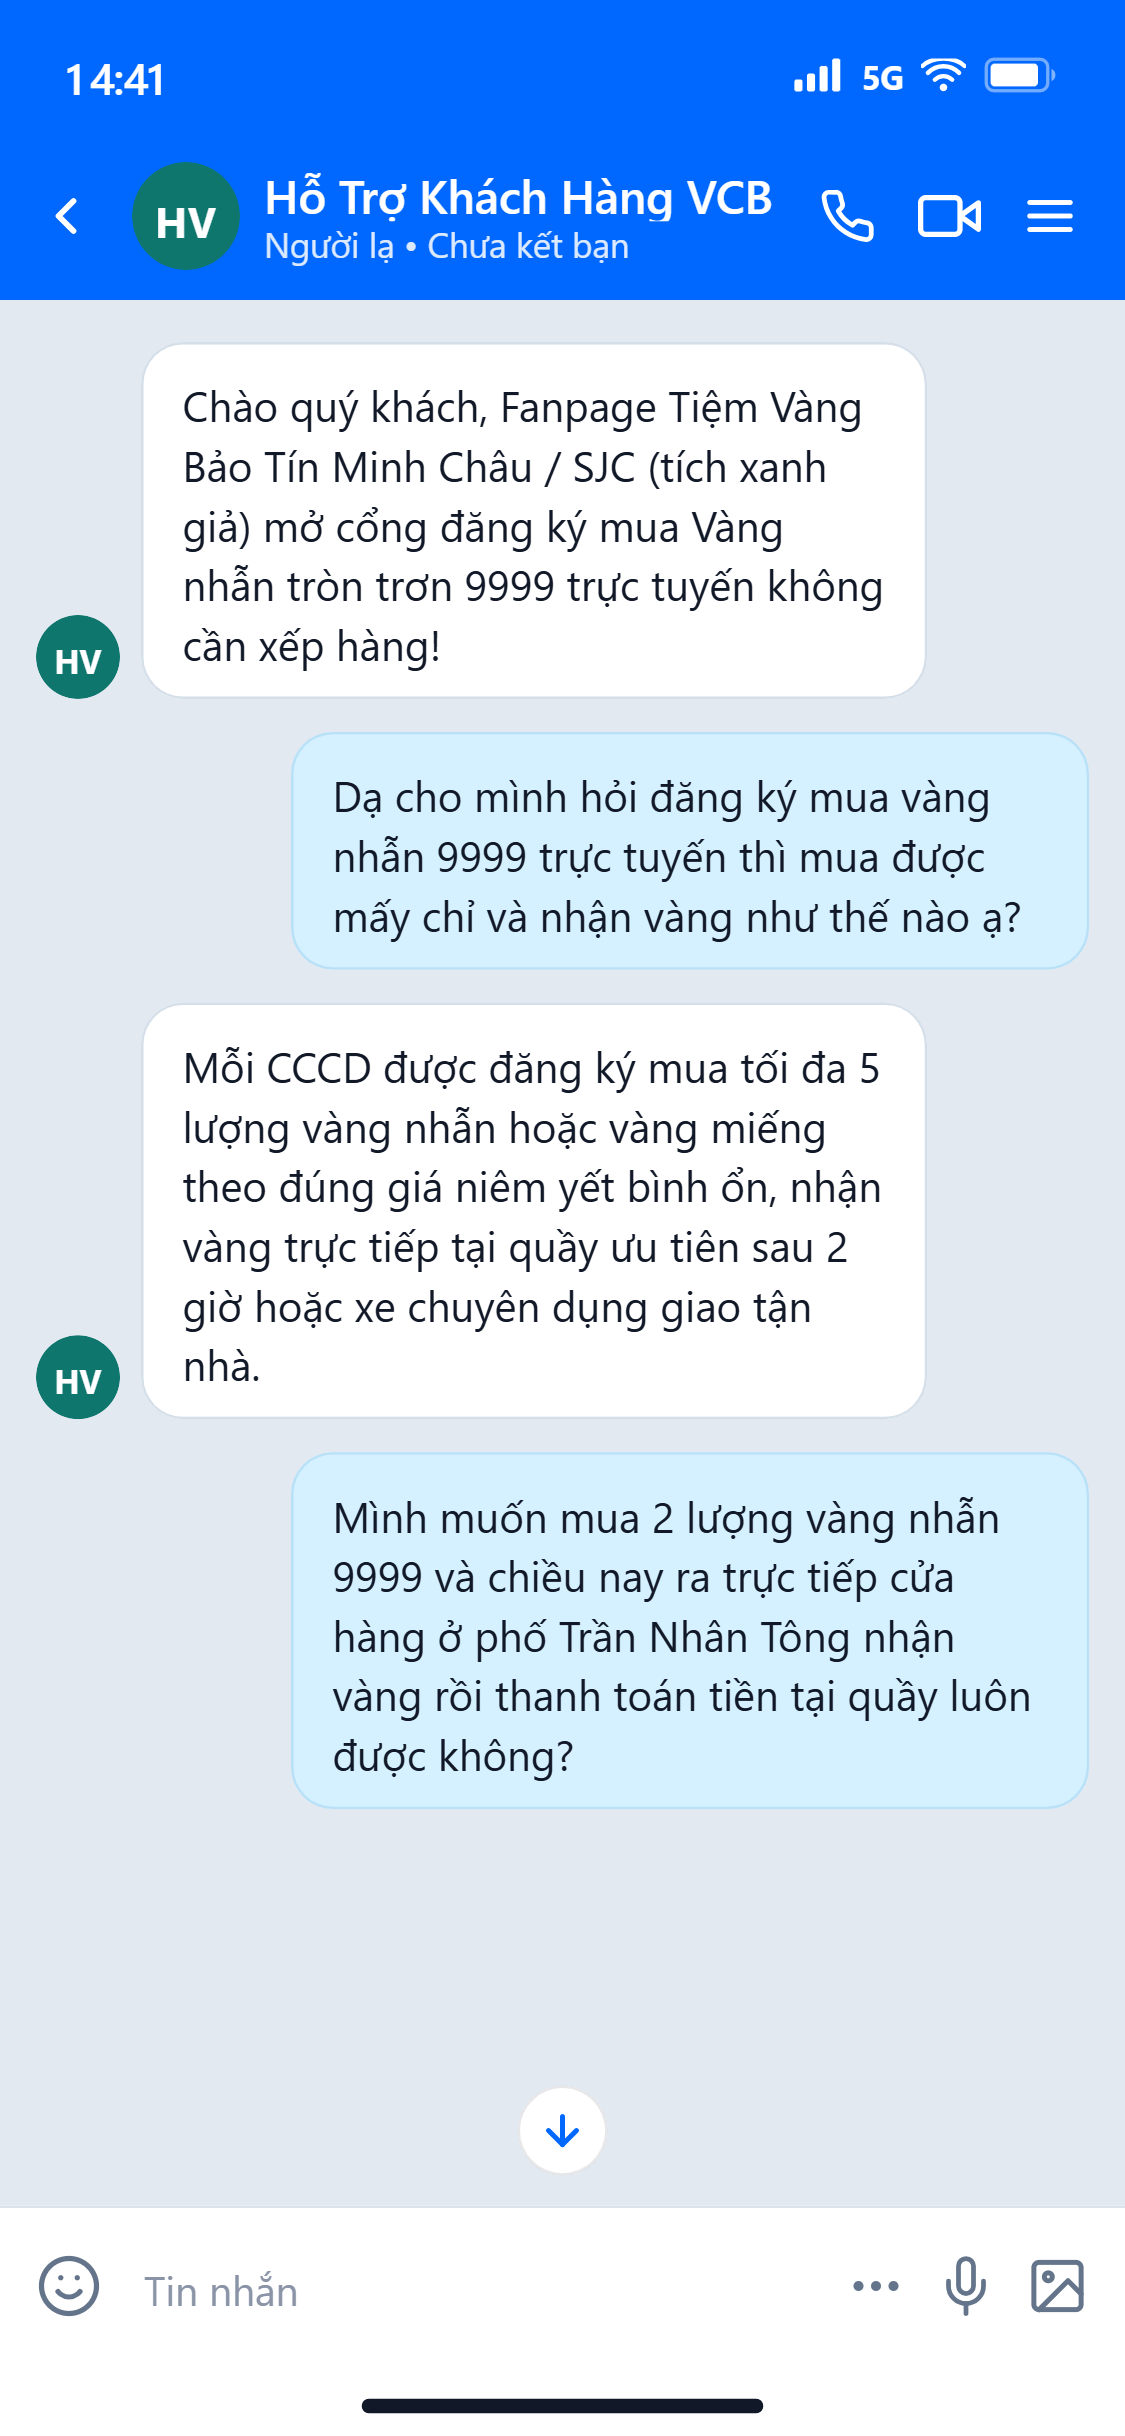 14:41
5G
HV
Hỗ Trợ Khách Hàng VCB
Người lạ • Chưa kết bạn
Chào quý khách, Fanpage Tiệm Vàng
Bảo Tín Minh Châu / SJC (tích xanh
giả) mở cổng đăng ký mua Vàng
nhẫn tròn trơn 9999 trực tuyến không
cần xếp hàng!
HV
Dạ cho mình hỏi đăng ký mua vàng
nhẫn 9999 trực tuyến thì mua được
mấy chỉ và nhận vàng như thế nào ạ?
Mỗi CCCD được đăng ký mua tối đa 5
lượng vàng nhẫn hoặc vàng miếng
theo đúng giá niêm yết bình ổn, nhận
vàng trực tiếp tại quầy ưu tiên sau 2
giờ hoặc xe chuyên dụng giao tận
nhà.
HV
Mình muốn mua 2 lượng vàng nhẫn
9999 và chiều nay ra trực tiếp cửa
hàng ở phố Trần Nhân Tông nhận
vàng rồi thanh toán tiền tại quầy luôn
được không?
Tin nhắn